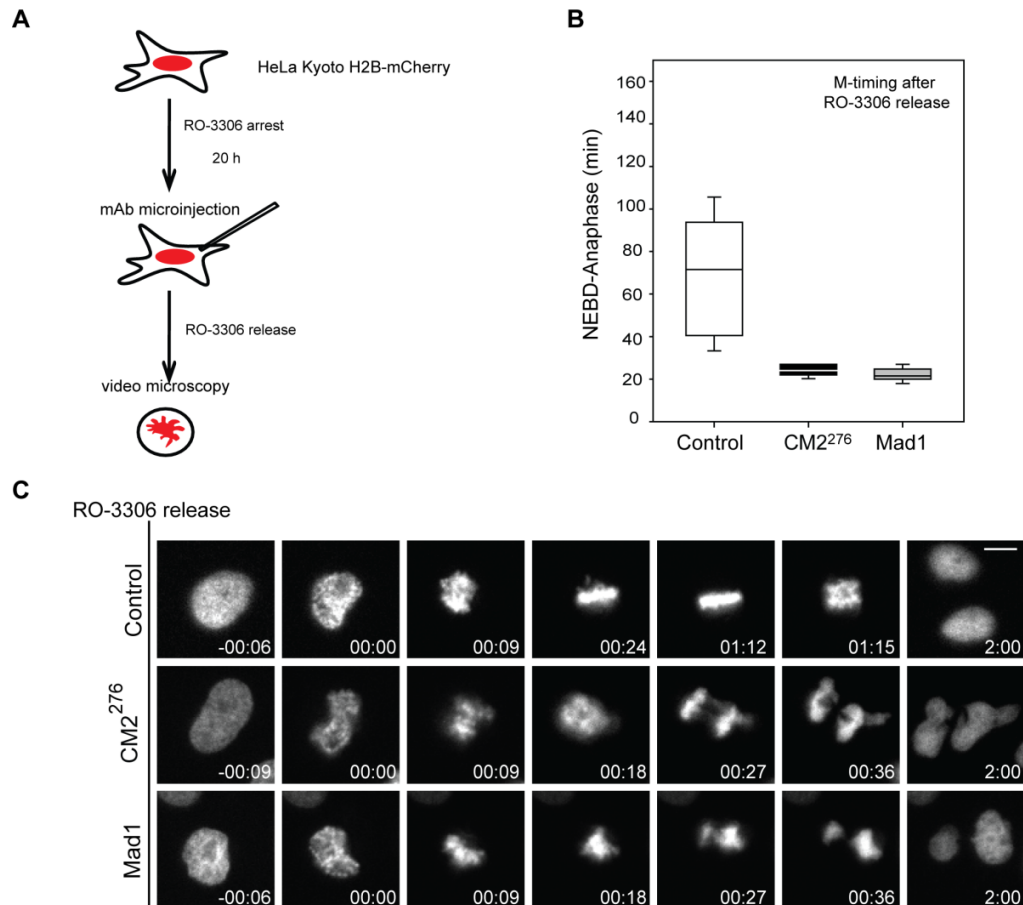 A
HeLa Kyoto H2B-mCherry
RO-3306 arrest
20 h
mAb microinjection
RO-3306 release
video microscopy
B
M-timing after
RO-3306 release
NEBD-Anaphase (min)
160
140
120
100
80
60
40
20
0
Control CM2²⁷⁶ Mad1
C
RO-3306 release
Control
-00:06 00:00 00:09 00:24 01:12 01:15 2:00
CM2²⁷⁶
-00:09 00:00 00:09 00:18 00:27 00:36 2:00
Mad1
-00:06 00:00 00:09 00:18 00:27 00:36 2:00